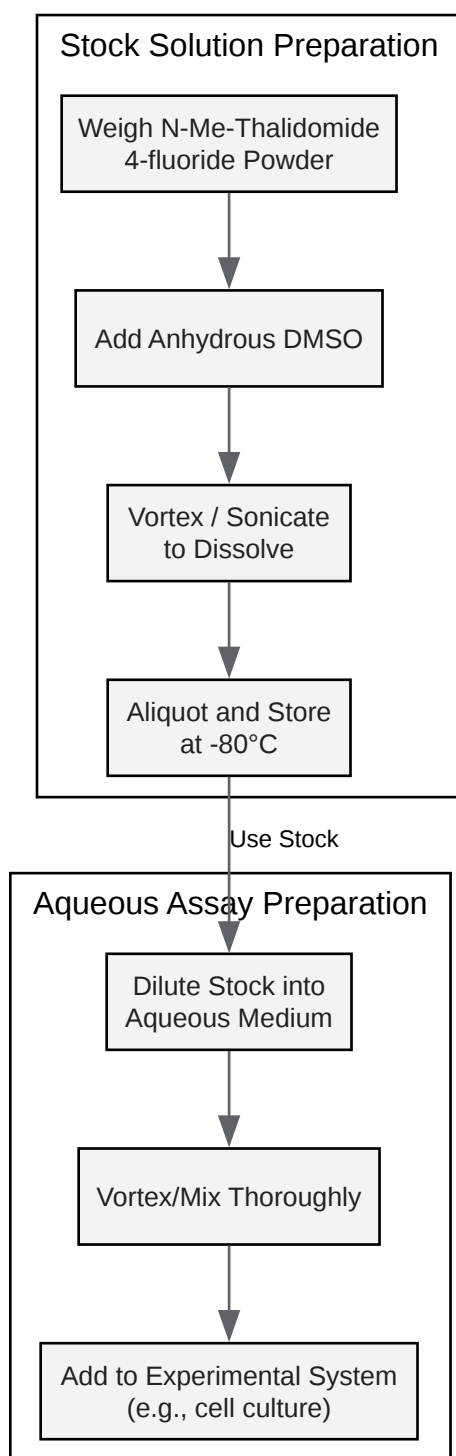 Stock Solution Preparation
Weigh N-Me-Thalidomide
4-fluoride Powder
Add Anhydrous DMSO
Vortex / Sonicate
to Dissolve
Aliquot and Store
at -80°C
Use Stock
Aqueous Assay Preparation
Dilute Stock into
Aqueous Medium
Vortex/Mix Thoroughly
Add to Experimental System
(e.g., cell culture)